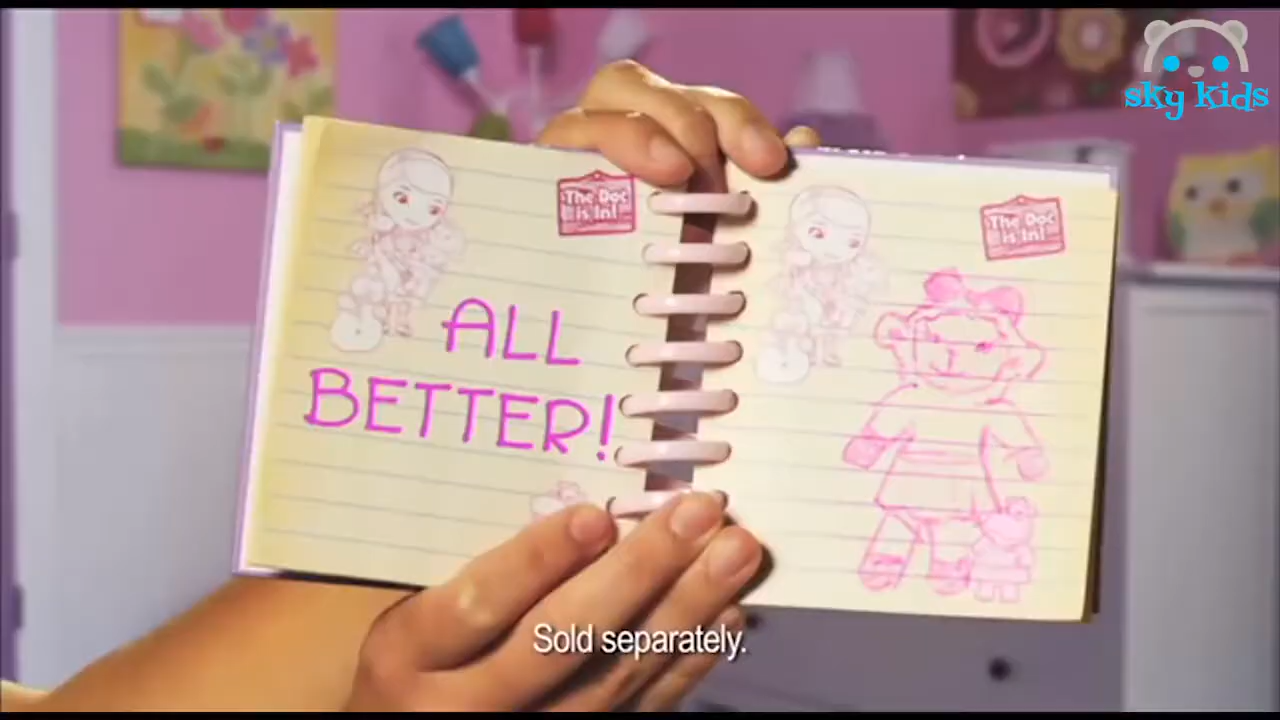 sky kids
The Doc
is In!
The Doc
is In!
ALL
BETTER!
Sold separately.